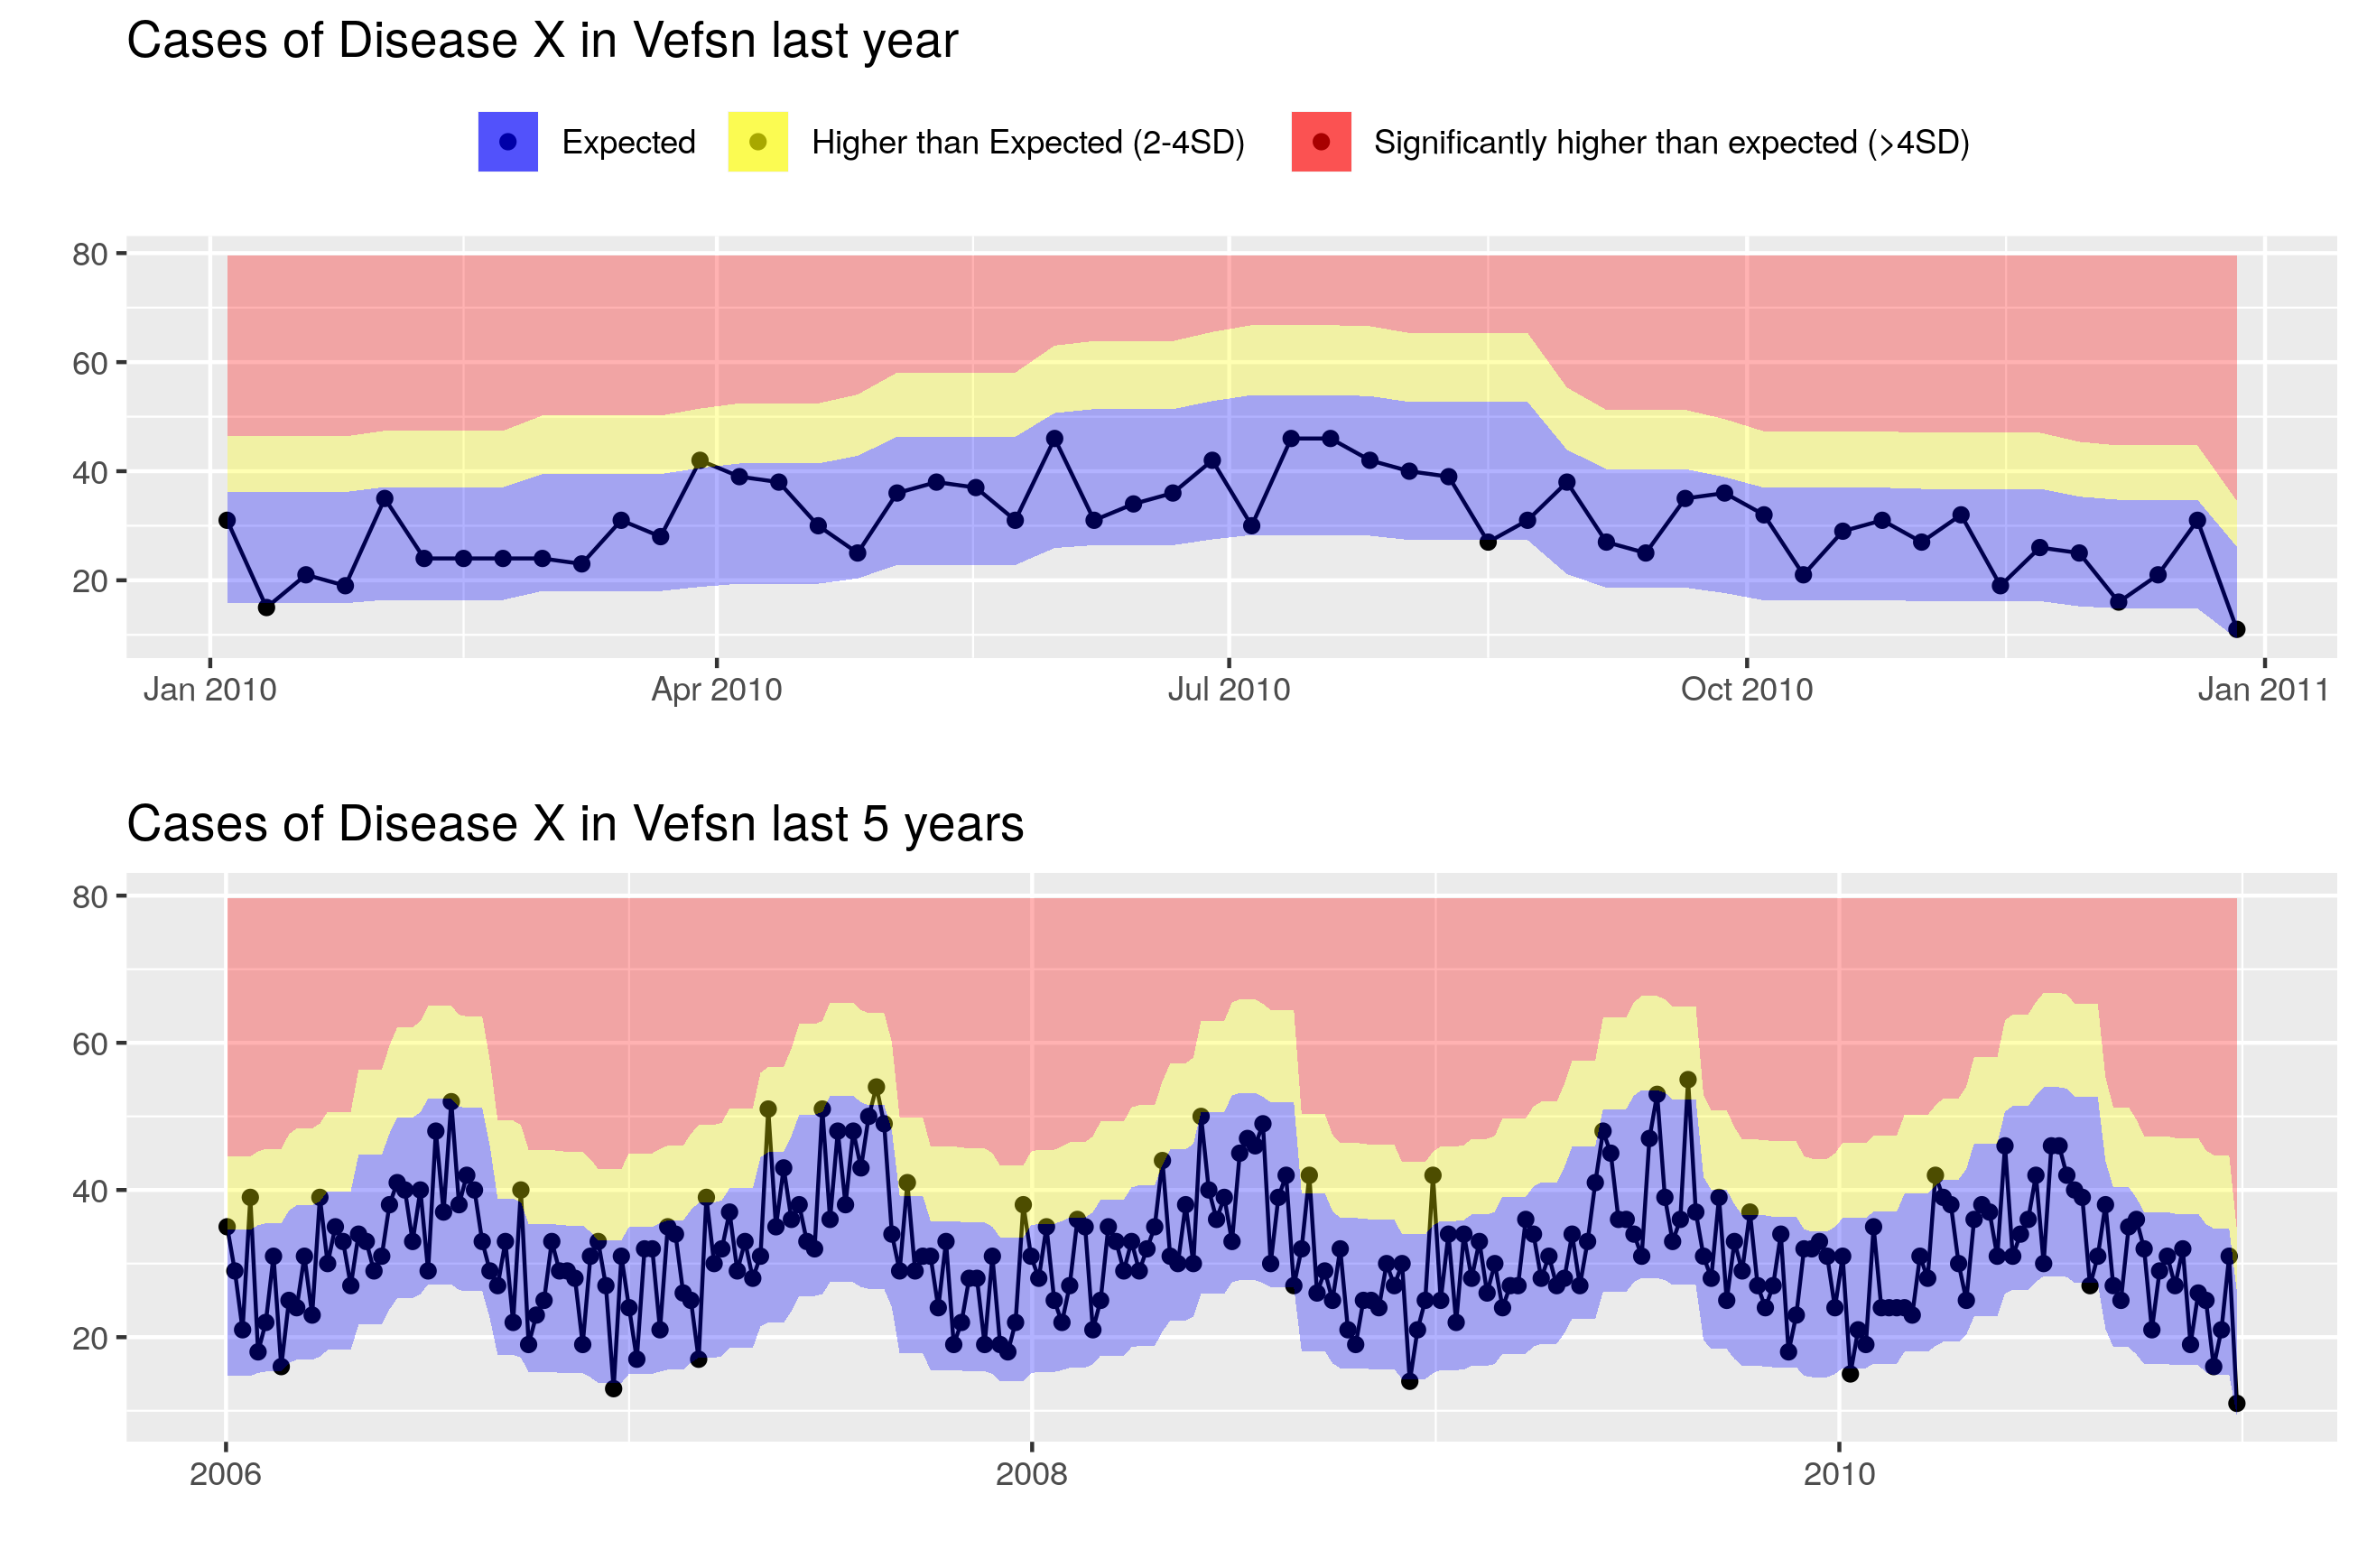 Cases of Disease X in Vefsn last year
Expected Higher than Expected (2-4SD) Significantly higher than expected (>4SD)
80
60
40
20
Jan 2010 Apr 2010 Jul 2010 Oct 2010 Jan 2011
Cases of Disease X in Vefsn last 5 years
80
60
40
20
2006 2008 2010